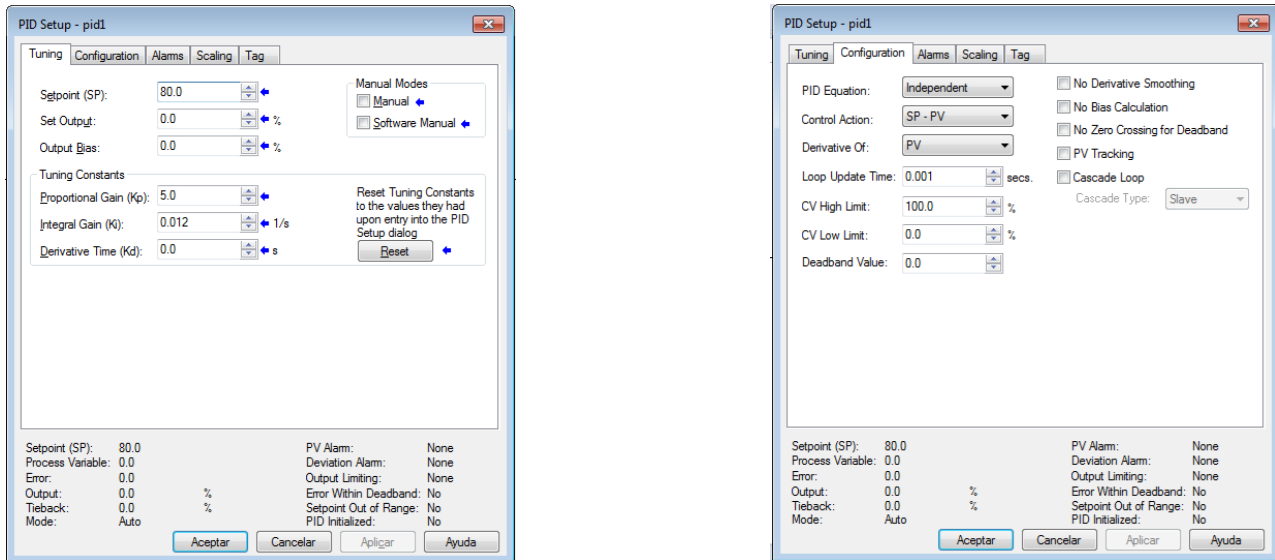 PID Setup - pid1
Tuning Configuration Alarms Scaling Tag
Setpoint (SP): 80.0
Set Output: 0.0 %
Output Bias: 0.0 %
Manual Modes
Manual
Software Manual
Tuning Constants
Proportional Gain (Kp): 5.0
Integral Gain (Ki): 0.012 1/s
Derivative Time (Kd): 0.0 s
Reset Tuning Constants
to the values they had
upon entry into the PID
Setup dialog
Reset
Setpoint (SP): 80.0 PV Alarm: None
Process Variable: 0.0 Deviation Alarm: None
Error: 0.0 Output Limiting: None
Output: 0.0 % Error Within Deadband: No
Tieback: 0.0 % Setpoint Out of Range: No
Mode: Auto PID Initialized: No
Aceptar Cancelar Aplicar Ayuda
PID Setup - pid1
Tuning Configuration Alarms Scaling Tag
PID Equation: Independent
Control Action: SP - PV
Derivative Of: PV
Loop Update Time: 0.001 secs.
CV High Limit: 100.0 %
CV Low Limit: 0.0 %
Deadband Value: 0.0
No Derivative Smoothing
No Bias Calculation
No Zero Crossing for Deadband
PV Tracking
Cascade Loop
Cascade Type: Slave
Setpoint (SP): 80.0 PV Alarm: None
Process Variable: 0.0 Deviation Alarm: None
Error: 0.0 Output Limiting: None
Output: 0.0 % Error Within Deadband: No
Tieback: 0.0 % Setpoint Out of Range: No
Mode: Auto PID Initialized: No
Aceptar Cancelar Aplicar Ayuda